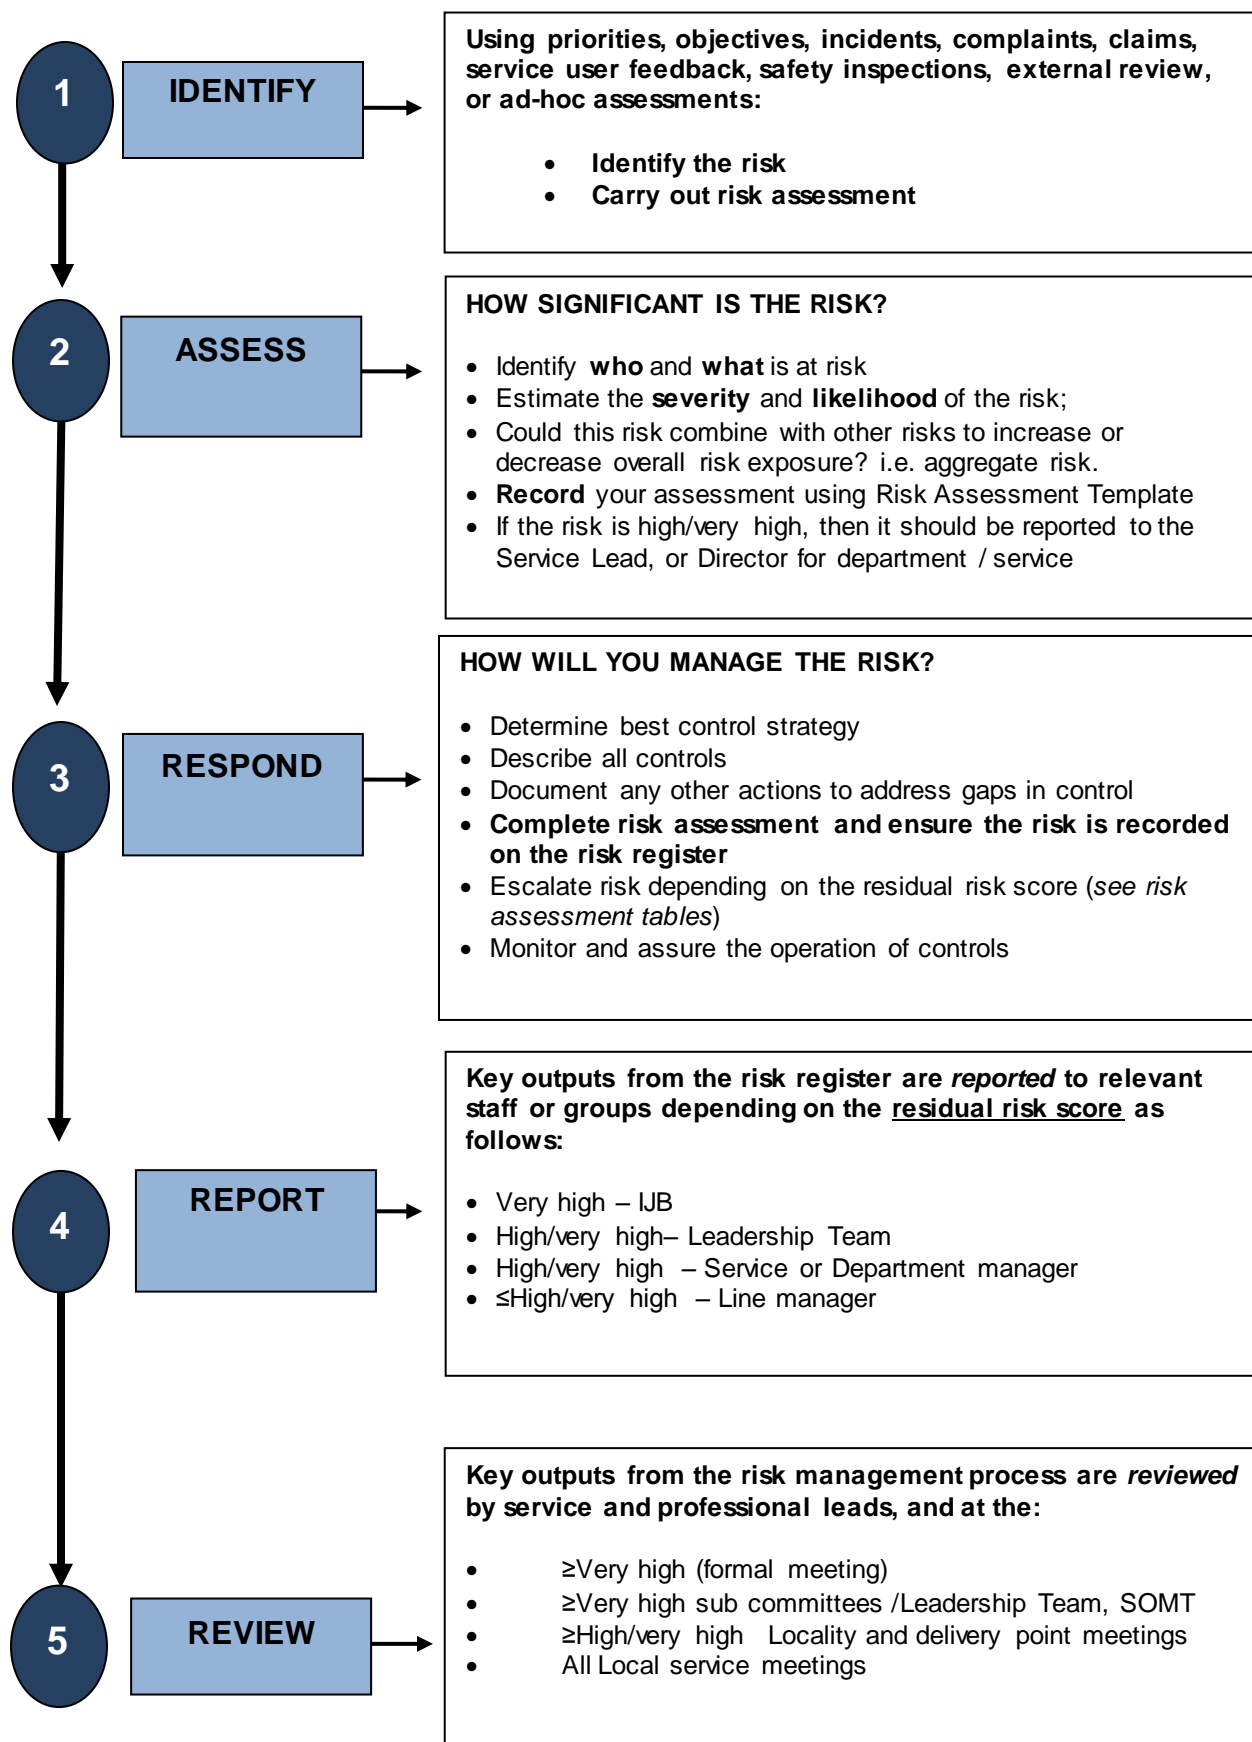 1
IDENTIFY
Using priorities, objectives, incidents, complaints, claims,
service user feedback, safety inspections, external review,
or ad-hoc assessments:
• Identify the risk
• Carry out risk assessment
2
ASSESS
HOW SIGNIFICANT IS THE RISK?
• Identify who and what is at risk
• Estimate the severity and likelihood of the risk;
• Could this risk combine with other risks to increase or
decrease overall risk exposure? i.e. aggregate risk.
• Record your assessment using Risk Assessment Template
• If the risk is high/very high, then it should be reported to the
Service Lead, or Director for department / service
3
RESPOND
HOW WILL YOU MANAGE THE RISK?
• Determine best control strategy
• Describe all controls
• Document any other actions to address gaps in control
• Complete risk assessment and ensure the risk is recorded
on the risk register
• Escalate risk depending on the residual risk score (see risk
assessment tables)
• Monitor and assure the operation of controls
4
REPORT
Key outputs from the risk register are reported to relevant
staff or groups depending on the residual risk score as
follows:
• Very high – IJB
• High/very high– Leadership Team
• High/very high – Service or Department manager
• ≤High/very high – Line manager
5
REVIEW
Key outputs from the risk management process are reviewed
by service and professional leads, and at the:
• ≥Very high (formal meeting)
• ≥Very high sub committees /Leadership Team, SOMT
• ≥High/very high Locality and delivery point meetings
• All Local service meetings